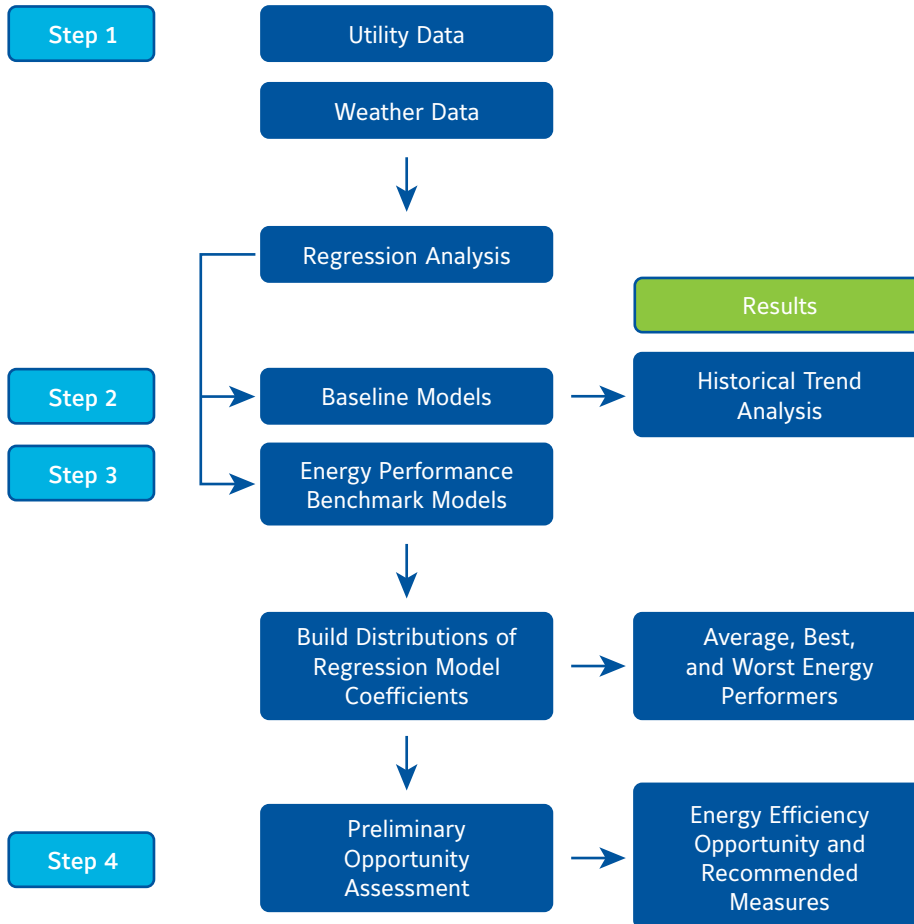 Step 1
Utility Data
Weather Data
Regression Analysis
Results
Step 2
Baseline Models
Historical Trend
Analysis
Step 3
Energy Performance
Benchmark Models
Build Distributions of
Regression Model
Coefficients
Average, Best,
and Worst Energy
Performers
Step 4
Preliminary
Opportunity
Assessment
Energy Efficiency
Opportunity and
Recommended
Measures